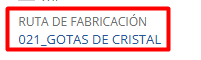 RUTA DE FABRICACIÓN
021_GOTAS DE CRISTAL